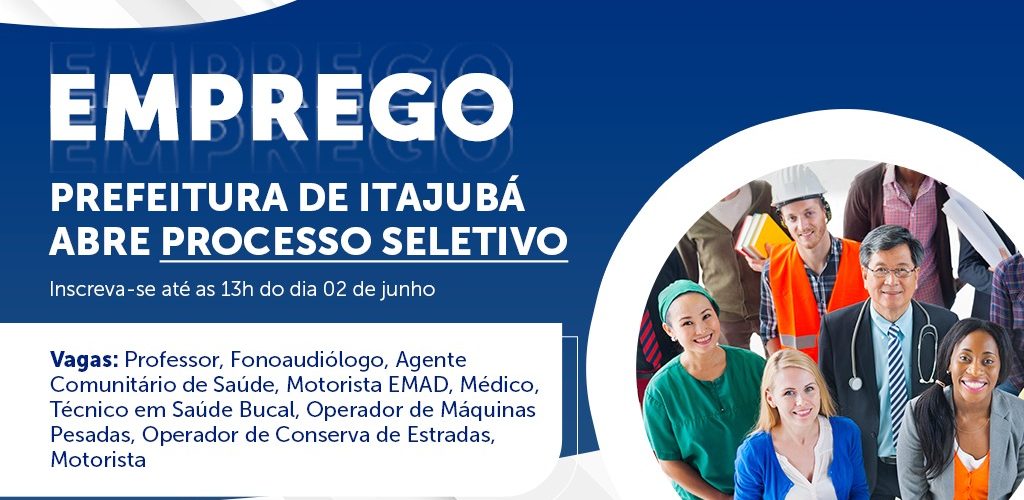 EMPREGO
PREFEITURA DE ITAJUBÁ
ABRE PROCESSO SELETIVO
Inscreva-se até as 13h do dia 02 de junho
Vagas: Professor, Fonoaudiólogo, Agente
Comunitário de Saúde, Motorista EMAD, Médico,
Técnico em Saúde Bucal, Operador de Máquinas
Pesadas, Operador de Conserva de Estradas,
Motorista